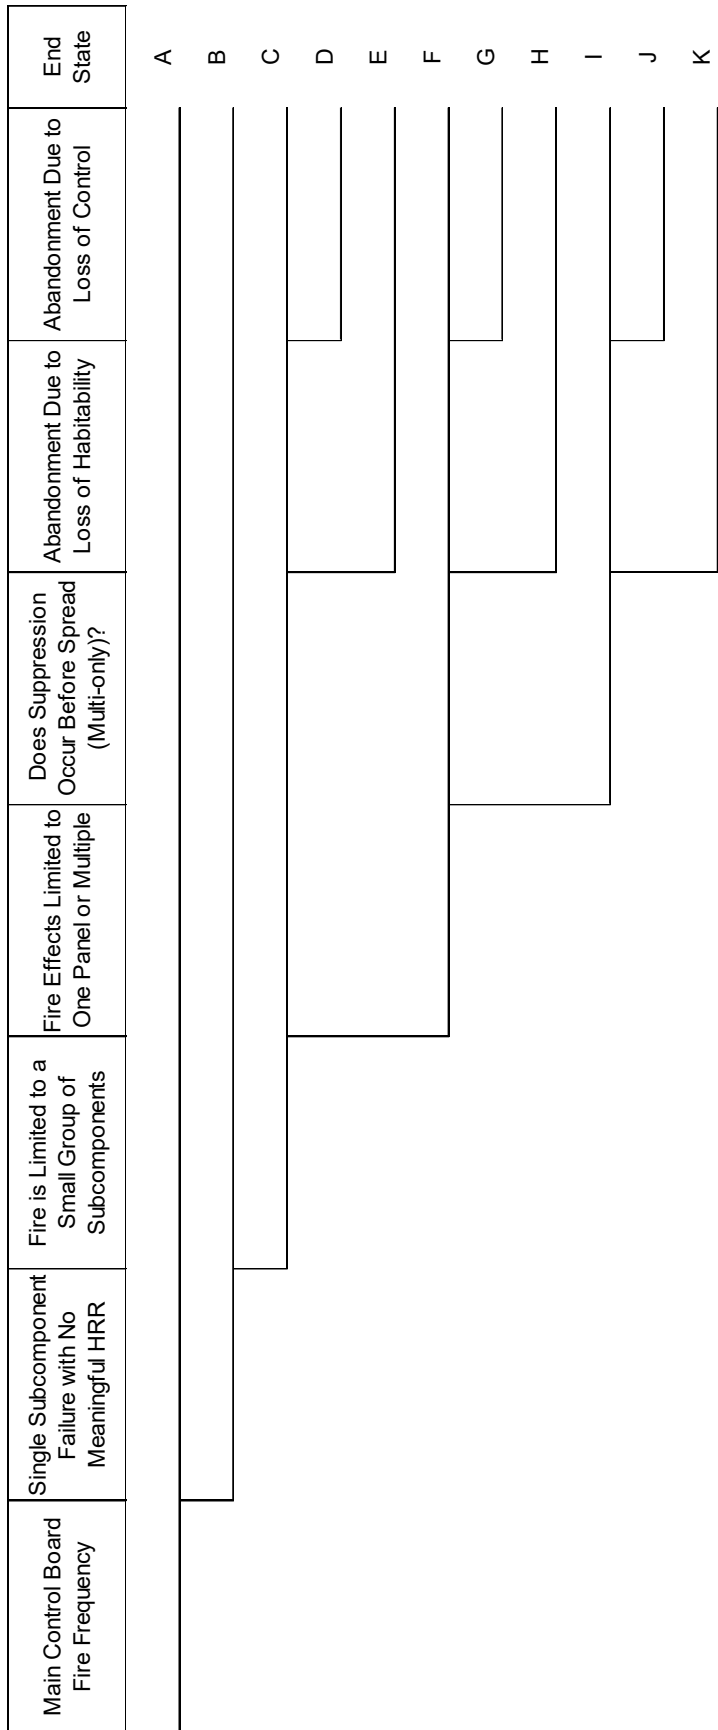 Main Control Board
Fire Frequency
Single Subcomponent
Failure with No
Meaningful HRR
Fire is Limited to a
Small Group of
Subcomponents
Fire Effects Limited to
One Panel or Multiple
Does Suppression
Occur Before Spread
(Multi-only)?
Abandonment Due to
Loss of Habitability
Abandonment Due to
Loss of Control
End
State
A
B
C
D
E
F
G
H
I
J
K